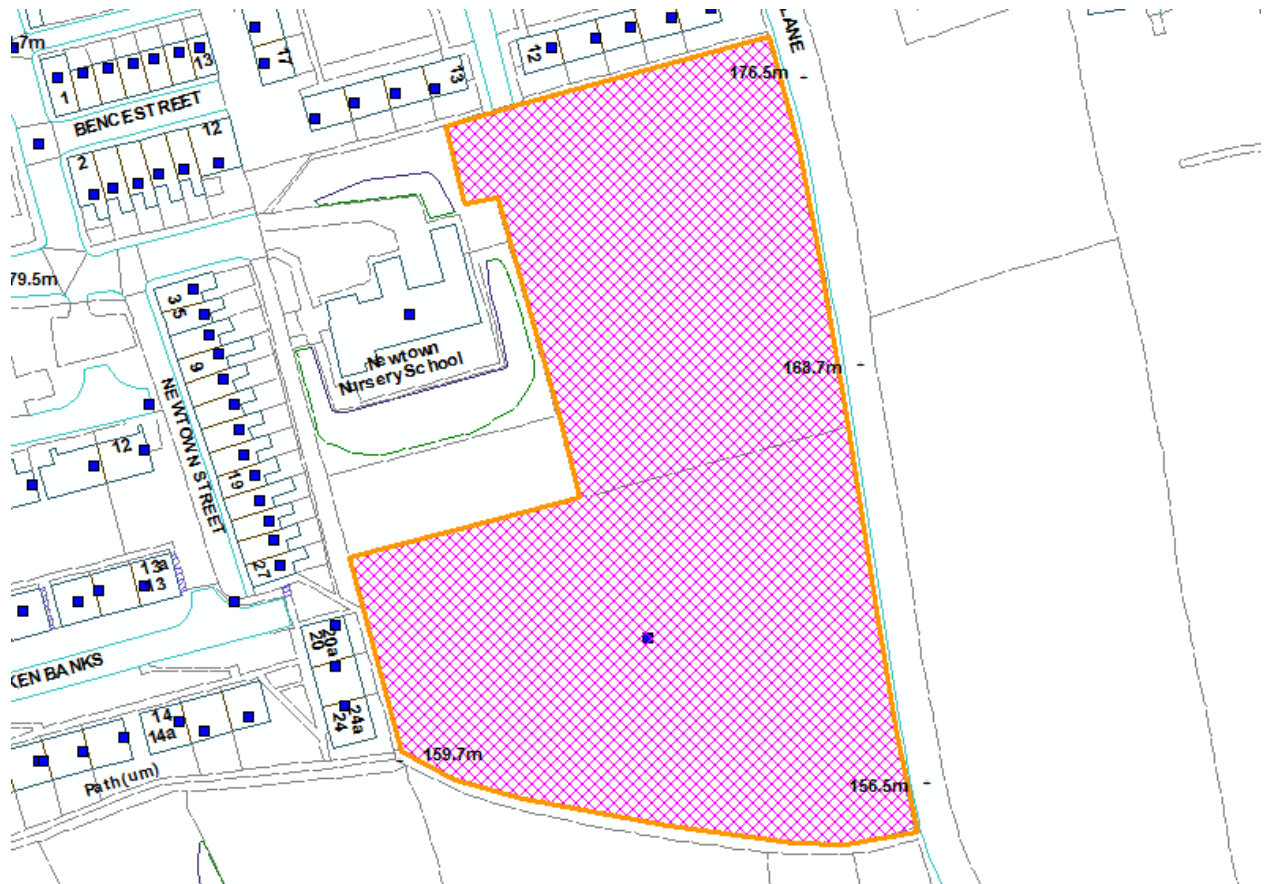 7m
1
13
BENCE STREET
2
12
17
13
12
LANE
176.5m
79.5m
3
5
9
19
27
NEWTOWN STREET
Newtown
Nursery School
168.7m
12
13a
13
KEN BANKS
20
20a
24
24a
14
14a
Path (um)
159.7m
156.5m